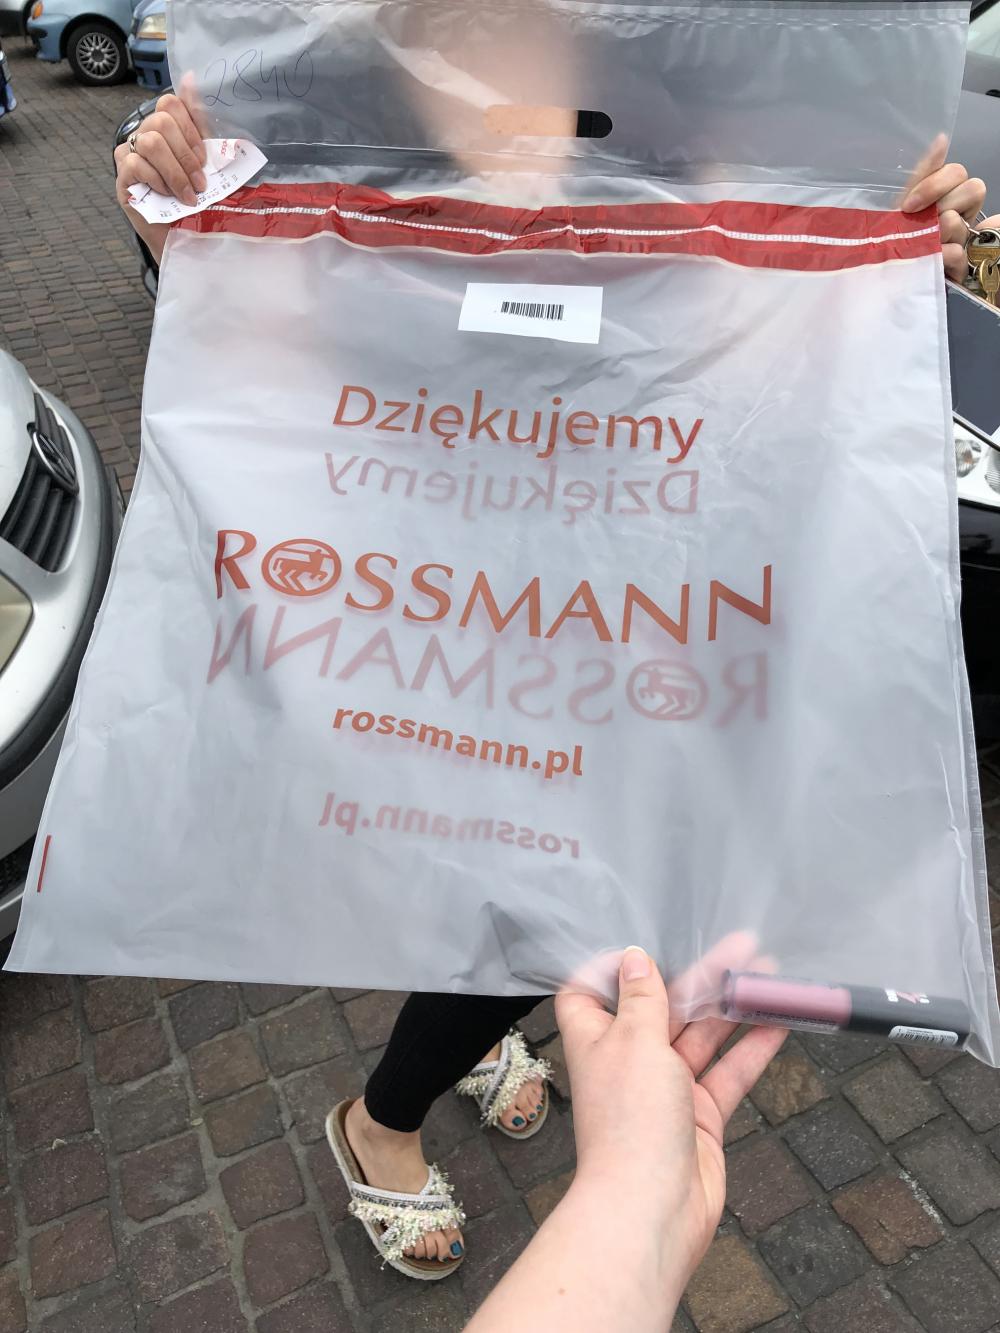 2840
Dziękujemy
Dziękujemy
ROSSMANN
ROSSMANN
rossmann.pl
rossmann.pl